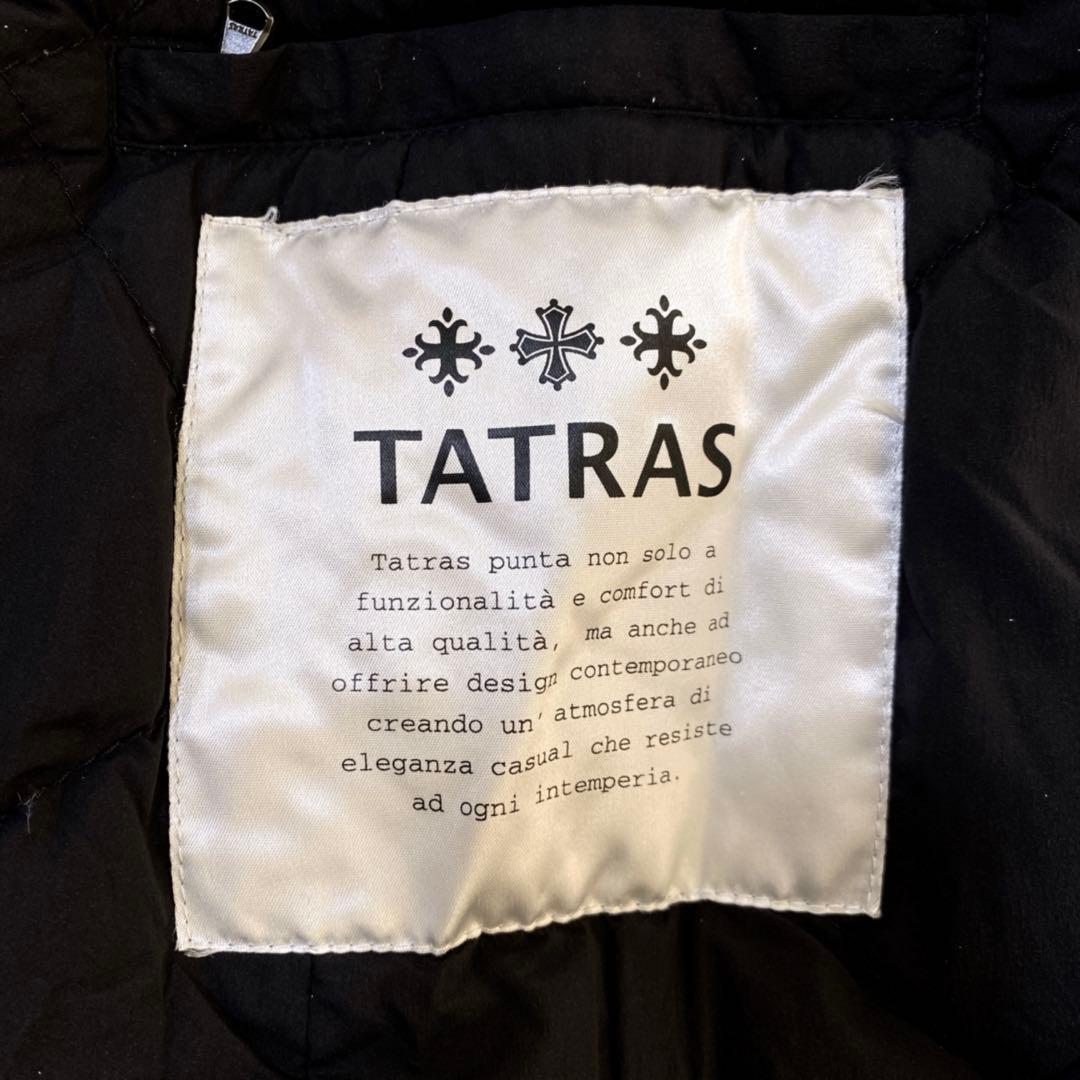 TATRAS
TATRAS
Tatras punta non solo a
funzionalità e comfort di
alta qualità, ma anche ad
offrire design contemporaneo
creando un' atmosfera di
eleganza casual che resiste
ad ogni intemperia.